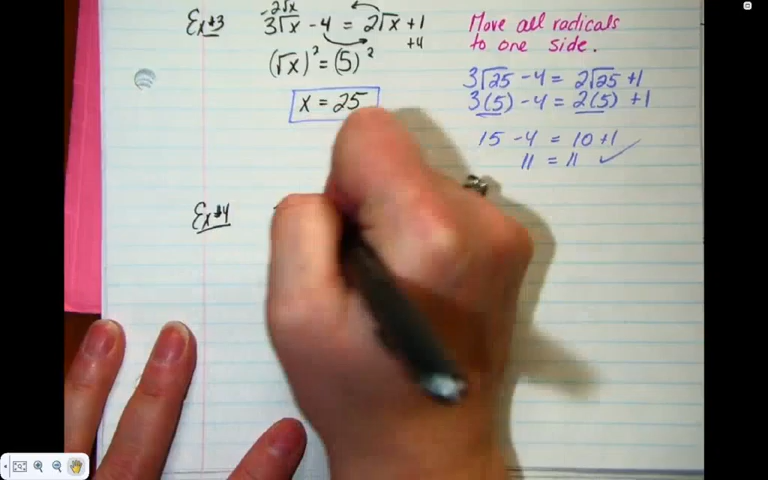 -2√x
Ex #3 3√x - 4 = 2√x + 1
+4
(√x)² = (5)²
x = 25
Move all radicals
to one side.
3√25 - 4 = 2√25 + 1
3(5) - 4 = 2(5) + 1
15 - 4 = 10 + 1
11 = 11 ✓
Ex #4